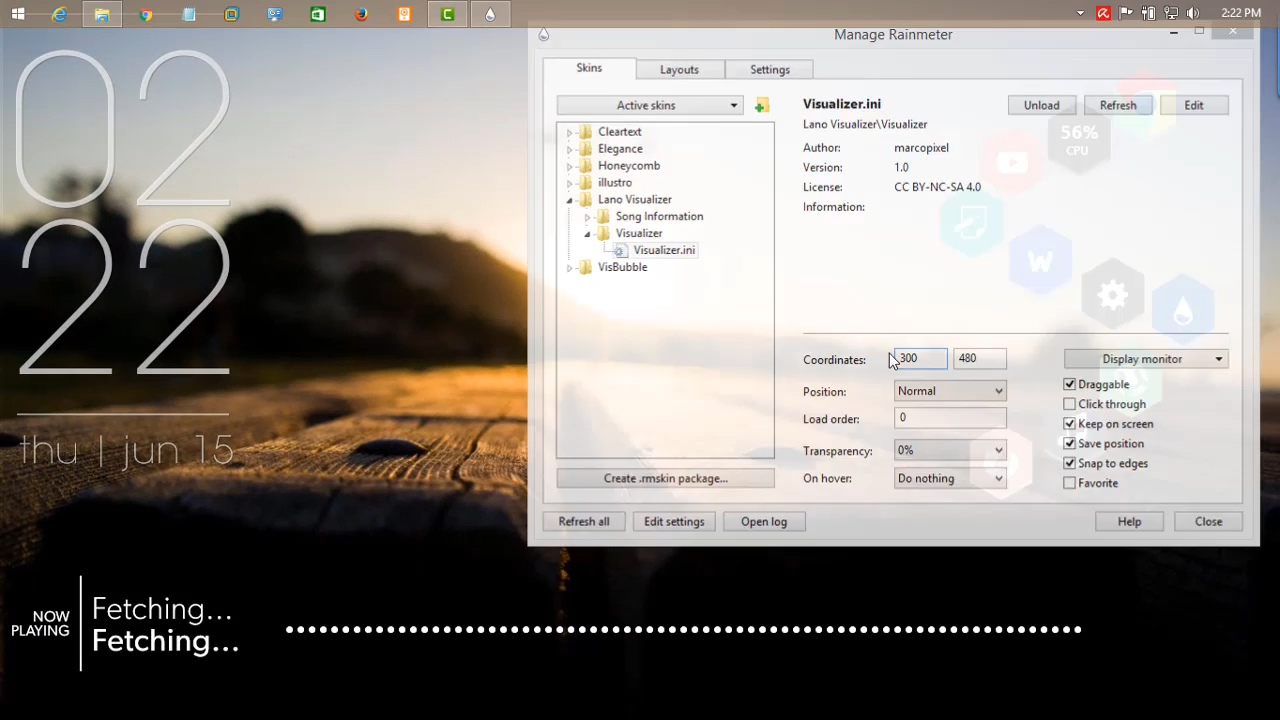 2:22 PM
02
22
thu | jun 15
NOW
PLAYING
Fetching...
Fetching...
Manage Rainmeter
Skins
Layouts
Settings
Active skins
Cleartext
Elegance
Honeycomb
illustro
Lano Visualizer
Song Information
Visualizer
Visualizer.ini
VisBubble
Create .rmskin package...
Visualizer.ini
Unload
Refresh
Edit
Lano Visualizer\Visualizer
Author: marcopixel
Version: 1.0
License: CC BY-NC-SA 4.0
Information:
56%
CPU
W
Coordinates: 300 480
Display monitor
Position: Normal
Load order: 0
Transparency: 0%
On hover: Do nothing
Draggable
Click through
Keep on screen
Save position
Snap to edges
Favorite
Refresh all
Edit settings
Open log
Help
Close